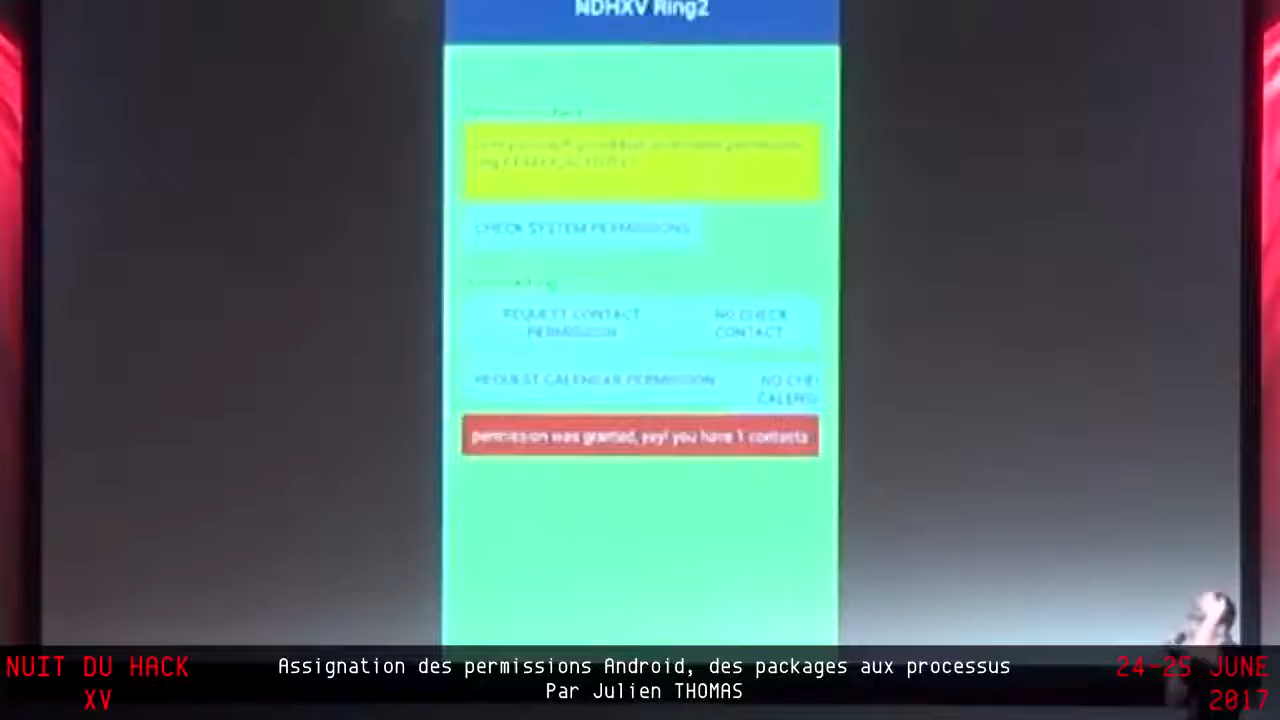 NDHXV Ring2
CHECK SYSTEM PERMISSIONS
REQUEST CONTACT
PERMISSION
NO CHECK
CONTACT
REQUEST CALENDAR PERMISSION
permission was granted, yay! you have 1 contacts
NUIT DU HACK
XV
Assignation des permissions Android, des packages aux processus
Par Julien THOMAS
24-25 JUNE
2017